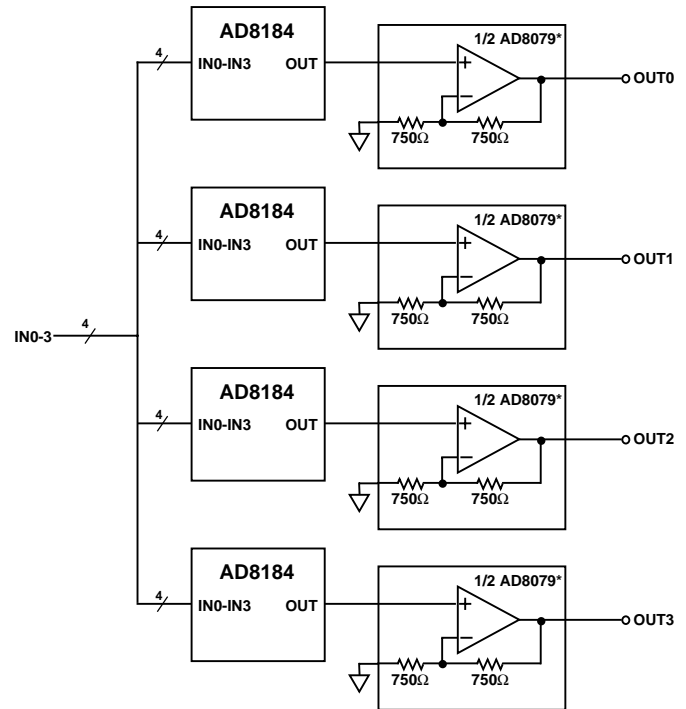 AD8184
1/2 AD8079*
4
IN0-IN3 OUT
+
−
OUT0
750Ω 750Ω
AD8184
1/2 AD8079*
4
IN0-IN3 OUT
+
−
OUT1
750Ω 750Ω
IN0-3 4
AD8184
1/2 AD8079*
4
IN0-IN3 OUT
+
−
OUT2
750Ω 750Ω
AD8184
1/2 AD8079*
4
IN0-IN3 OUT
+
−
OUT3
750Ω 750Ω